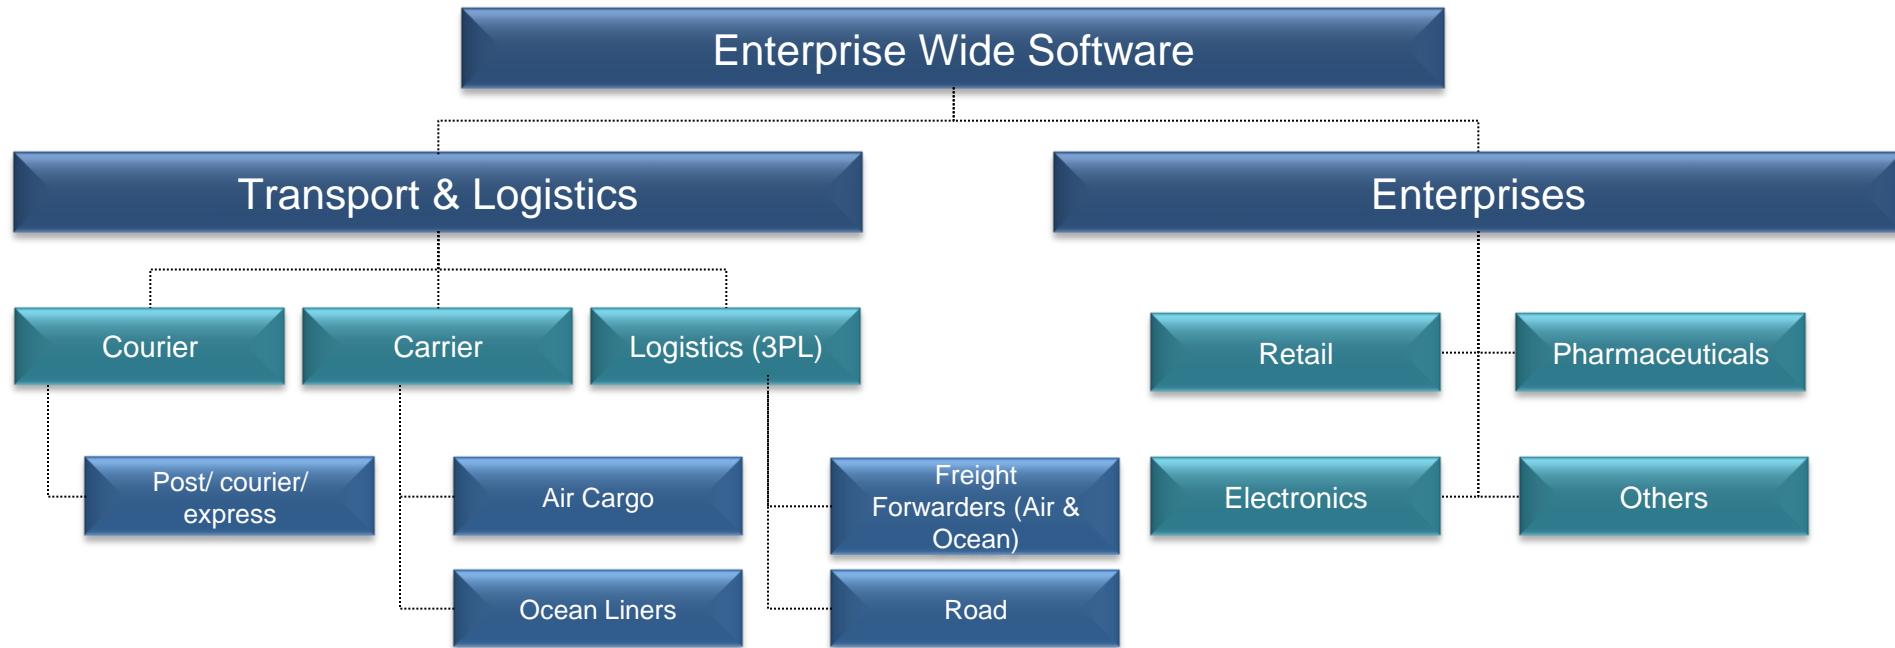 Enterprise Wide Software
Transport & Logistics
Enterprises
Courier
Carrier
Logistics (3PL)
Retail
Pharmaceuticals
Post/ courier/
express
Air Cargo
Freight
Forwarders (Air &
Ocean)
Electronics
Others
Ocean Liners
Road